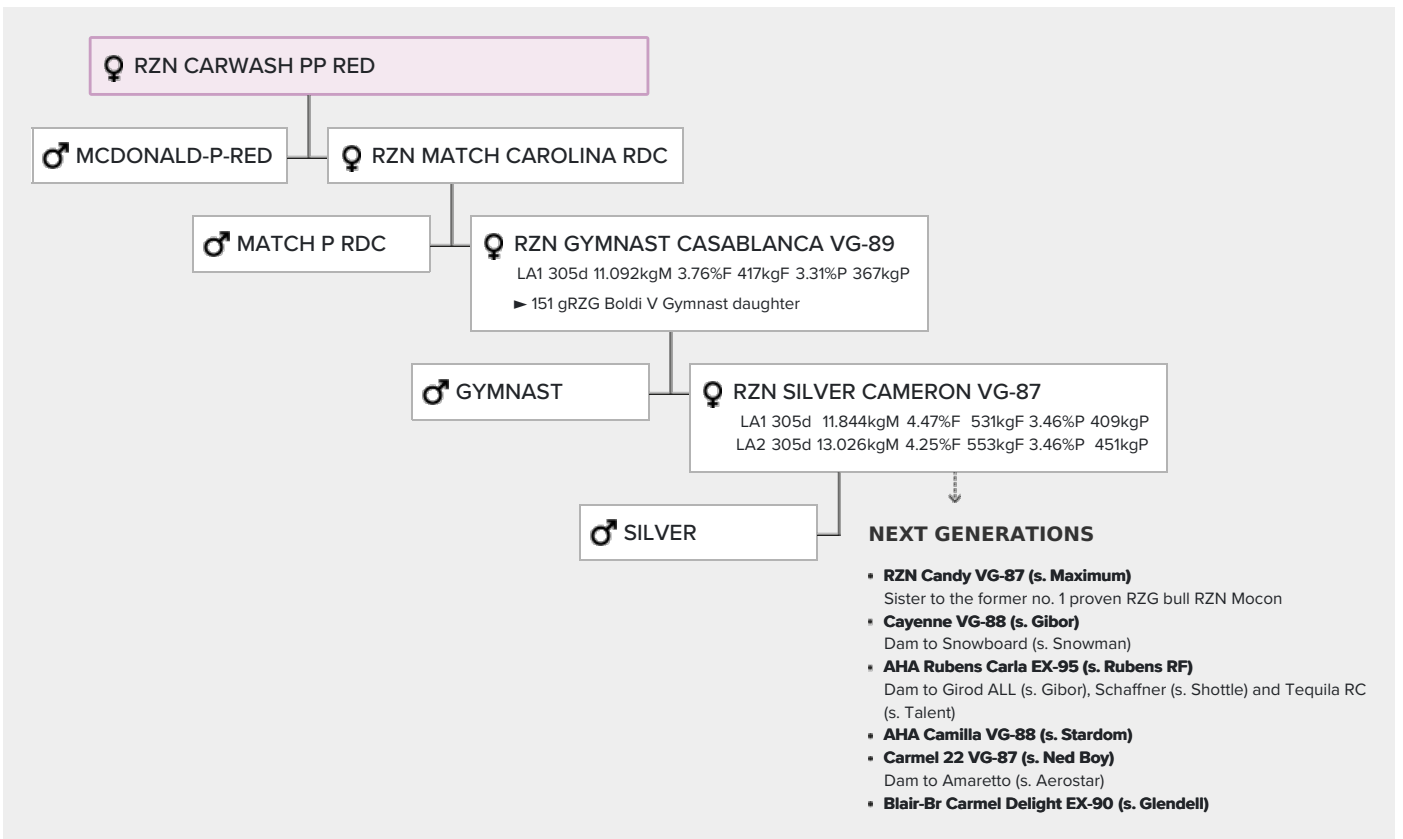 ♀ RZN CARWASH PP RED
♂ MCDONALD-P-RED
♀ RZN MATCH CAROLINA RDC
♂ MATCH P RDC
♀ RZN GYMNAST CASABLANCA VG-89
LA1 305d 11.092kgM 3.76%F 417kgF 3.31%P 367kgP
► 151 gRZG Boldi V Gymnast daughter
♂ GYMNAST
♀ RZN SILVER CAMERON VG-87
LA1 305d 11.844kgM 4.47%F 531kgF 3.46%P 409kgP
LA2 305d 13.026kgM 4.25%F 553kgF 3.46%P 451kgP
♂ SILVER
NEXT GENERATIONS
• RZN Candy VG-87 (s. Maximum)
Sister to the former no. 1 proven RZG bull RZN Mocon
• Cayenne VG-88 (s. Gibor)
Dam to Snowboard (s. Snowman)
• AHA Rubens Carla EX-95 (s. Rubens RF)
Dam to Girod ALL (s. Gibor), Schaffner (s. Shottle) and Tequila RC
(s. Talent)
• AHA Camilla VG-88 (s. Stardom)
• Carmel 22 VG-87 (s. Ned Boy)
Dam to Amaretto (s. Aerostar)
• Blair-Br Carmel Delight EX-90 (s. Glendell)